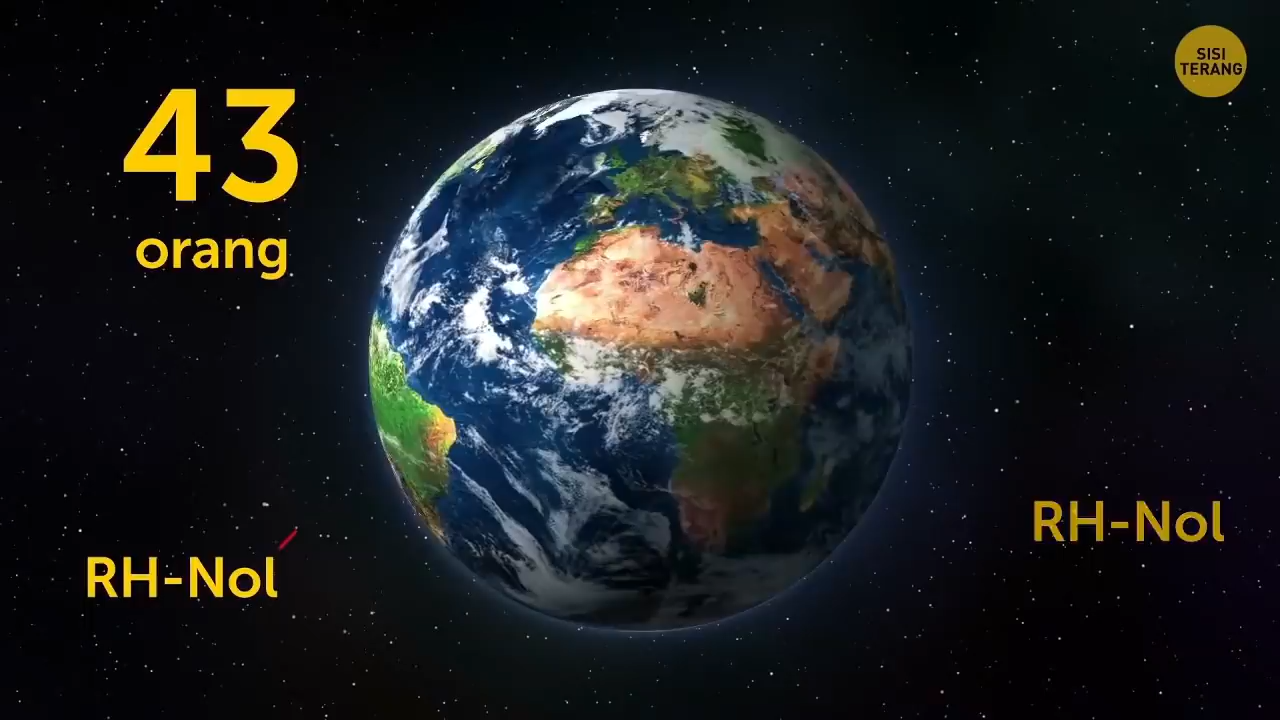 43
orang
SISI
TERANG
RH-Nol
RH-Nol